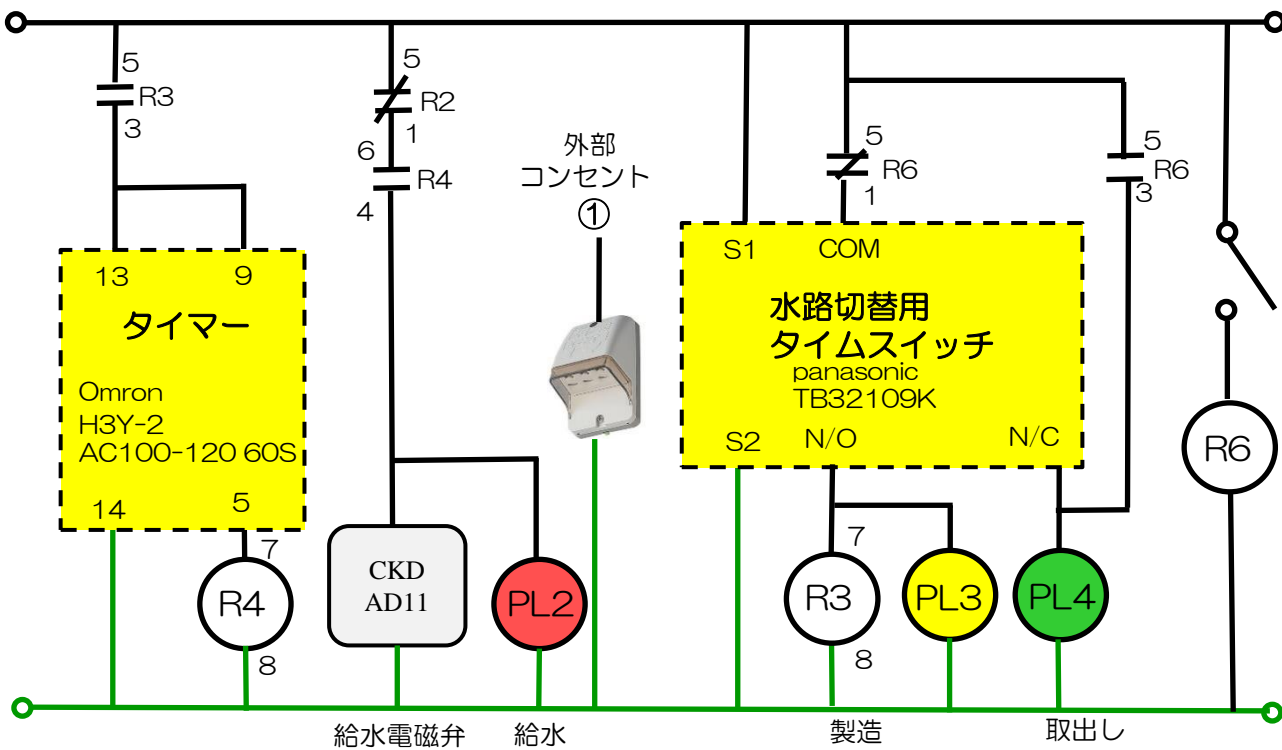 5
R3
3
5
R2
1
6
R4
4
外部
コンセント
①
5
R6
1
5
R6
3
13
9
タイマー
Omron
H3Y-2
AC100-120 60S
14
5
S1
COM
水路切替用
タイムスイッチ
panasonic
TB32109K
S2
N/O
N/C
R6
7
R4
8
CKD
AD11
PL2
7
R3
8
PL3
PL4
給水電磁弁
給水
製造
取出し